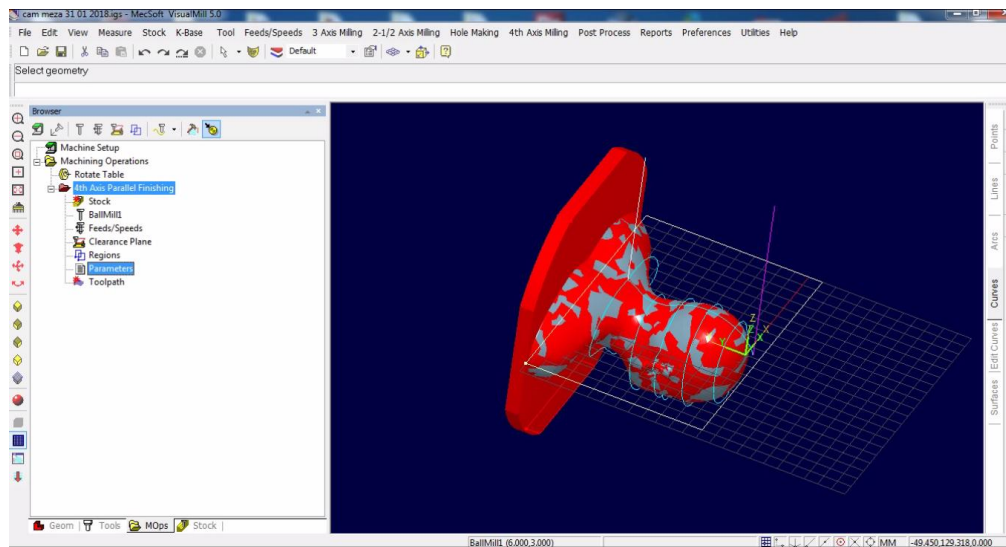 cam meza 31 01 2018.igs - MecSoft VisualMill 5.0
File Edit View Measure Stock K-Base Tool Feeds/Speeds 3 Axis Milling 2-1/2 Axis Milling Hole Making 4th Axis Milling Post Process Reports Preferences Utilities Help
Default
Select geometry
Browser
Machine Setup
Machining Operations
Rotate Table
4th Axis Parallel Finishing
Stock
BallMill1
Feeds/Speeds
Clearance Plane
Regions
Parameters
Toolpath
Z
X
Y
Z
X
Points
Lines
Arcs
Curves
Edit Curves
Surfaces
Geom Tools MOps Stock
BallMill1 (6.000,3.000) MM -49.450,129.318,0.000